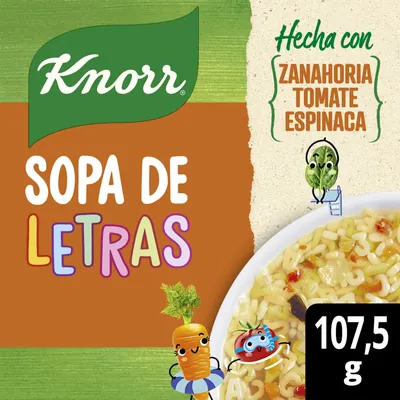 Knorr®
SOPA DE
LETRAS
Hecha con
ZANAHORIA
TOMATE
ESPINACA
107,5
g